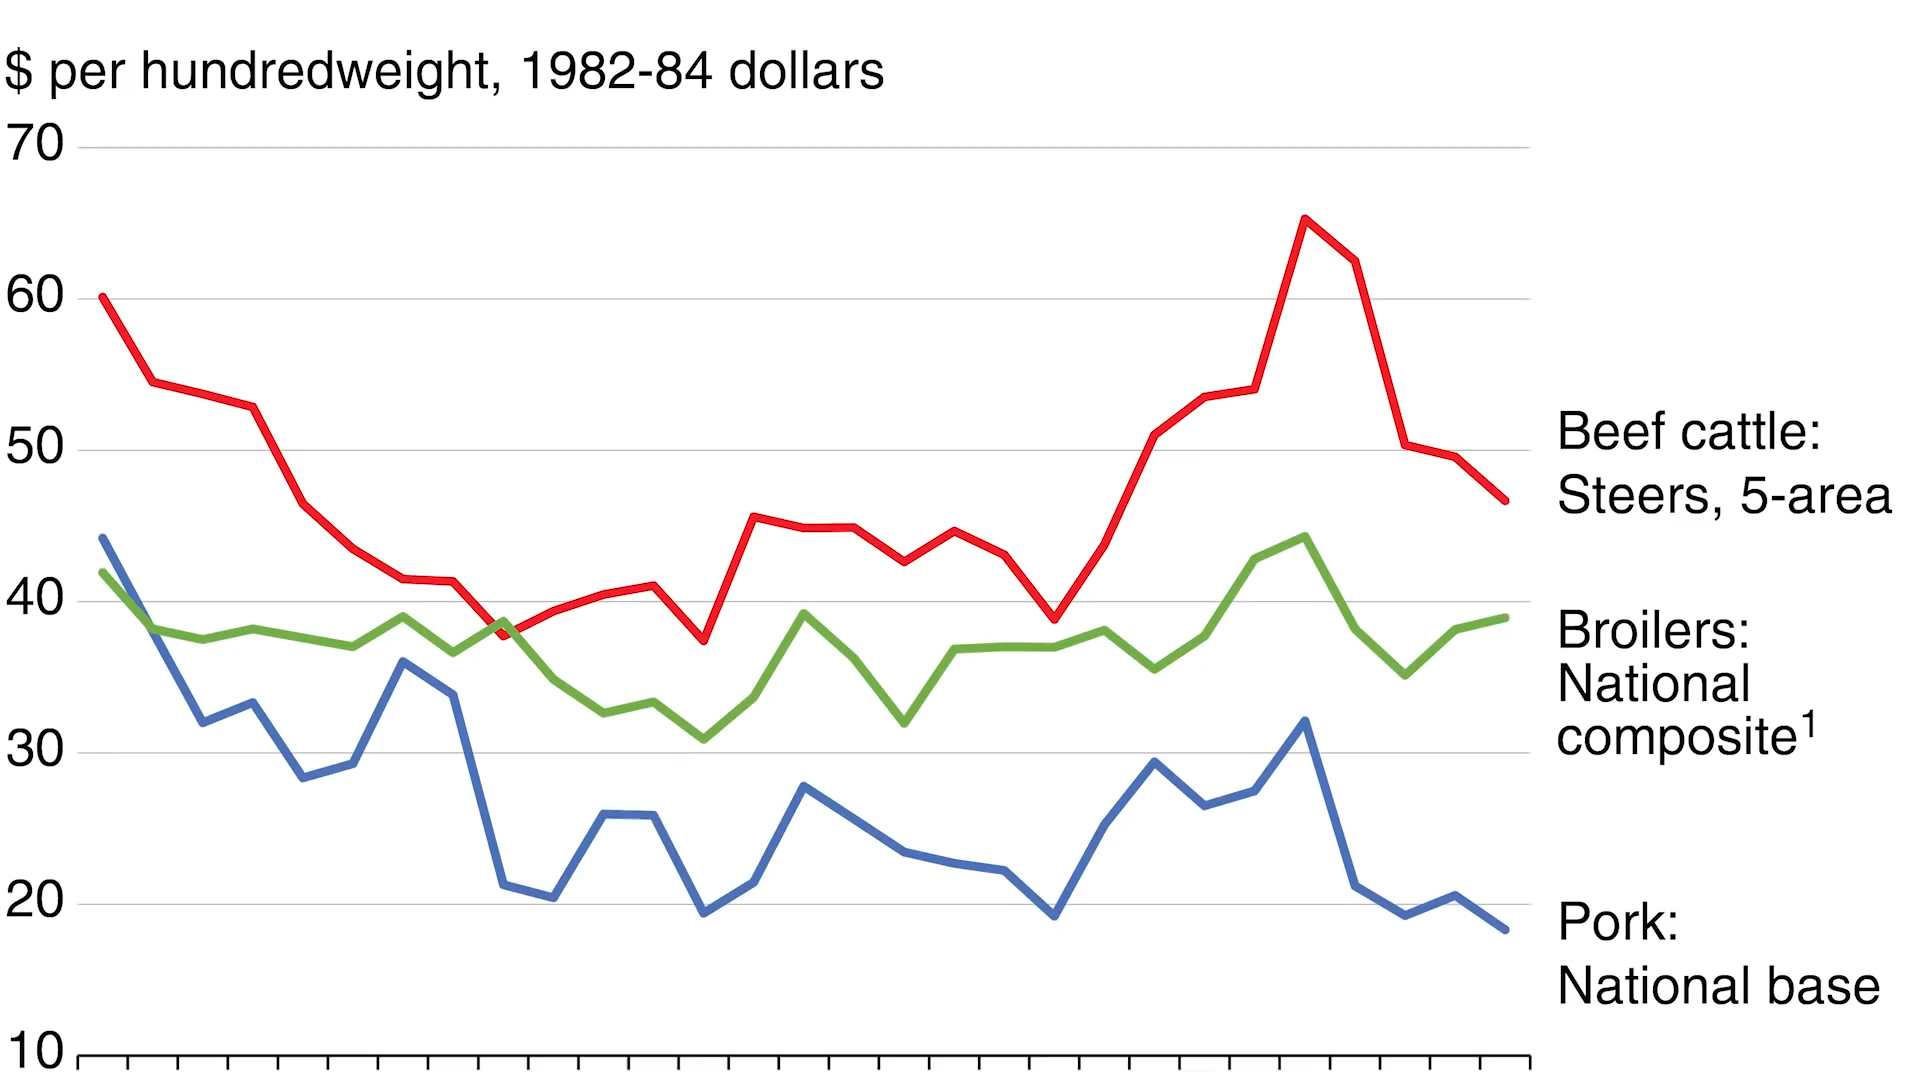 $ per hundredweight, 1982-84 dollars
70
60
50
40
30
20
10
Beef cattle:
Steers, 5-area
Broilers:
National
composite¹
Pork:
National base